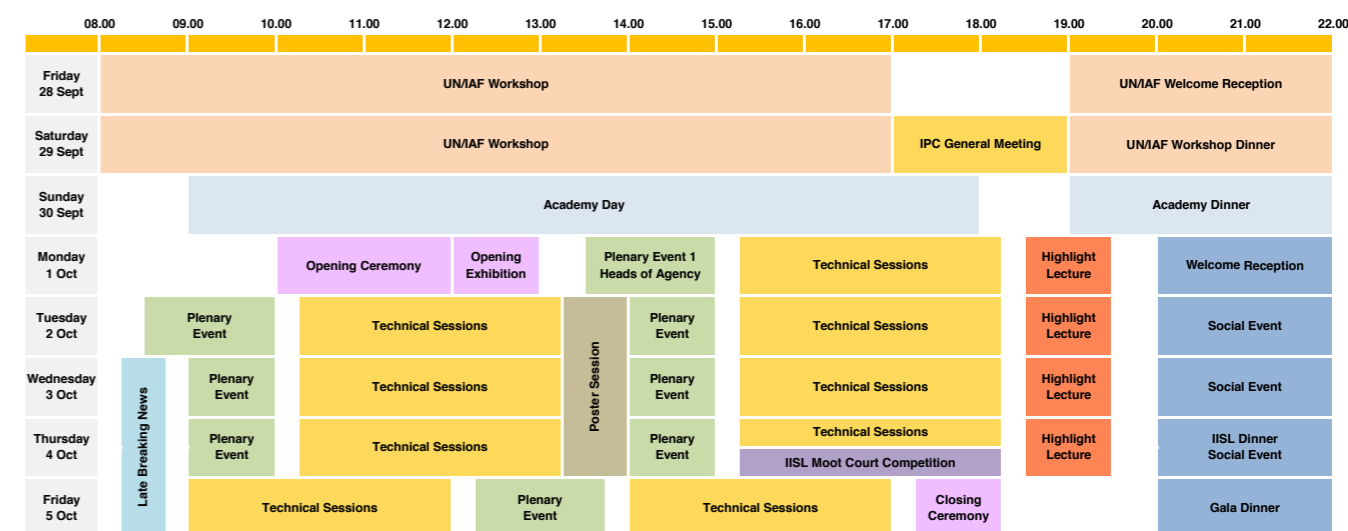 08.00 09.00 10.00 11.00 12.00 13.00 14.00 15.00 16.00 17.00 18.00 19.00 20.00 21.00 22.00
Friday
28 Sept
UN/IAF Workshop
UN/IAF Welcome Reception
Saturday
29 Sept
UN/IAF Workshop
IPC General Meeting
UN/IAF Workshop Dinner
Sunday
30 Sept
Academy Day
Academy Dinner
Monday
1 Oct
Opening Ceremony
Opening
Exhibition
Plenary Event 1
Heads of Agency
Technical Sessions
Highlight
Lecture
Welcome Reception
Tuesday
2 Oct
Plenary
Event
Technical Sessions
Poster Session
Plenary
Event
Technical Sessions
Highlight
Lecture
Social Event
Wednesday
3 Oct
Late Breaking News
Plenary
Event
Technical Sessions
Plenary
Event
Technical Sessions
Highlight
Lecture
Social Event
Thursday
4 Oct
Plenary
Event
Technical Sessions
Plenary
Event
Technical Sessions
IISL Moot Court Competition
Highlight
Lecture
IISL Dinner
Social Event
Friday
5 Oct
Technical Sessions
Plenary
Event
Technical Sessions
Closing
Ceremony
Gala Dinner